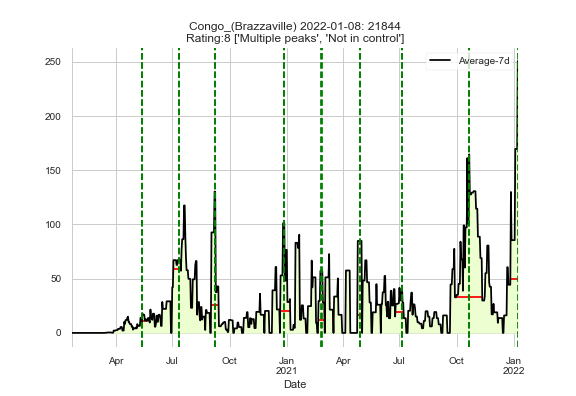 Congo_(Brazzaville) 2022-01-08: 21844
Rating:8 ['Multiple peaks', 'Not in control']
Average-7d
250
200
150
100
50
0
Apr
Jul
Oct
Jan
2021
Apr
Jul
Oct
Jan
2022
Date